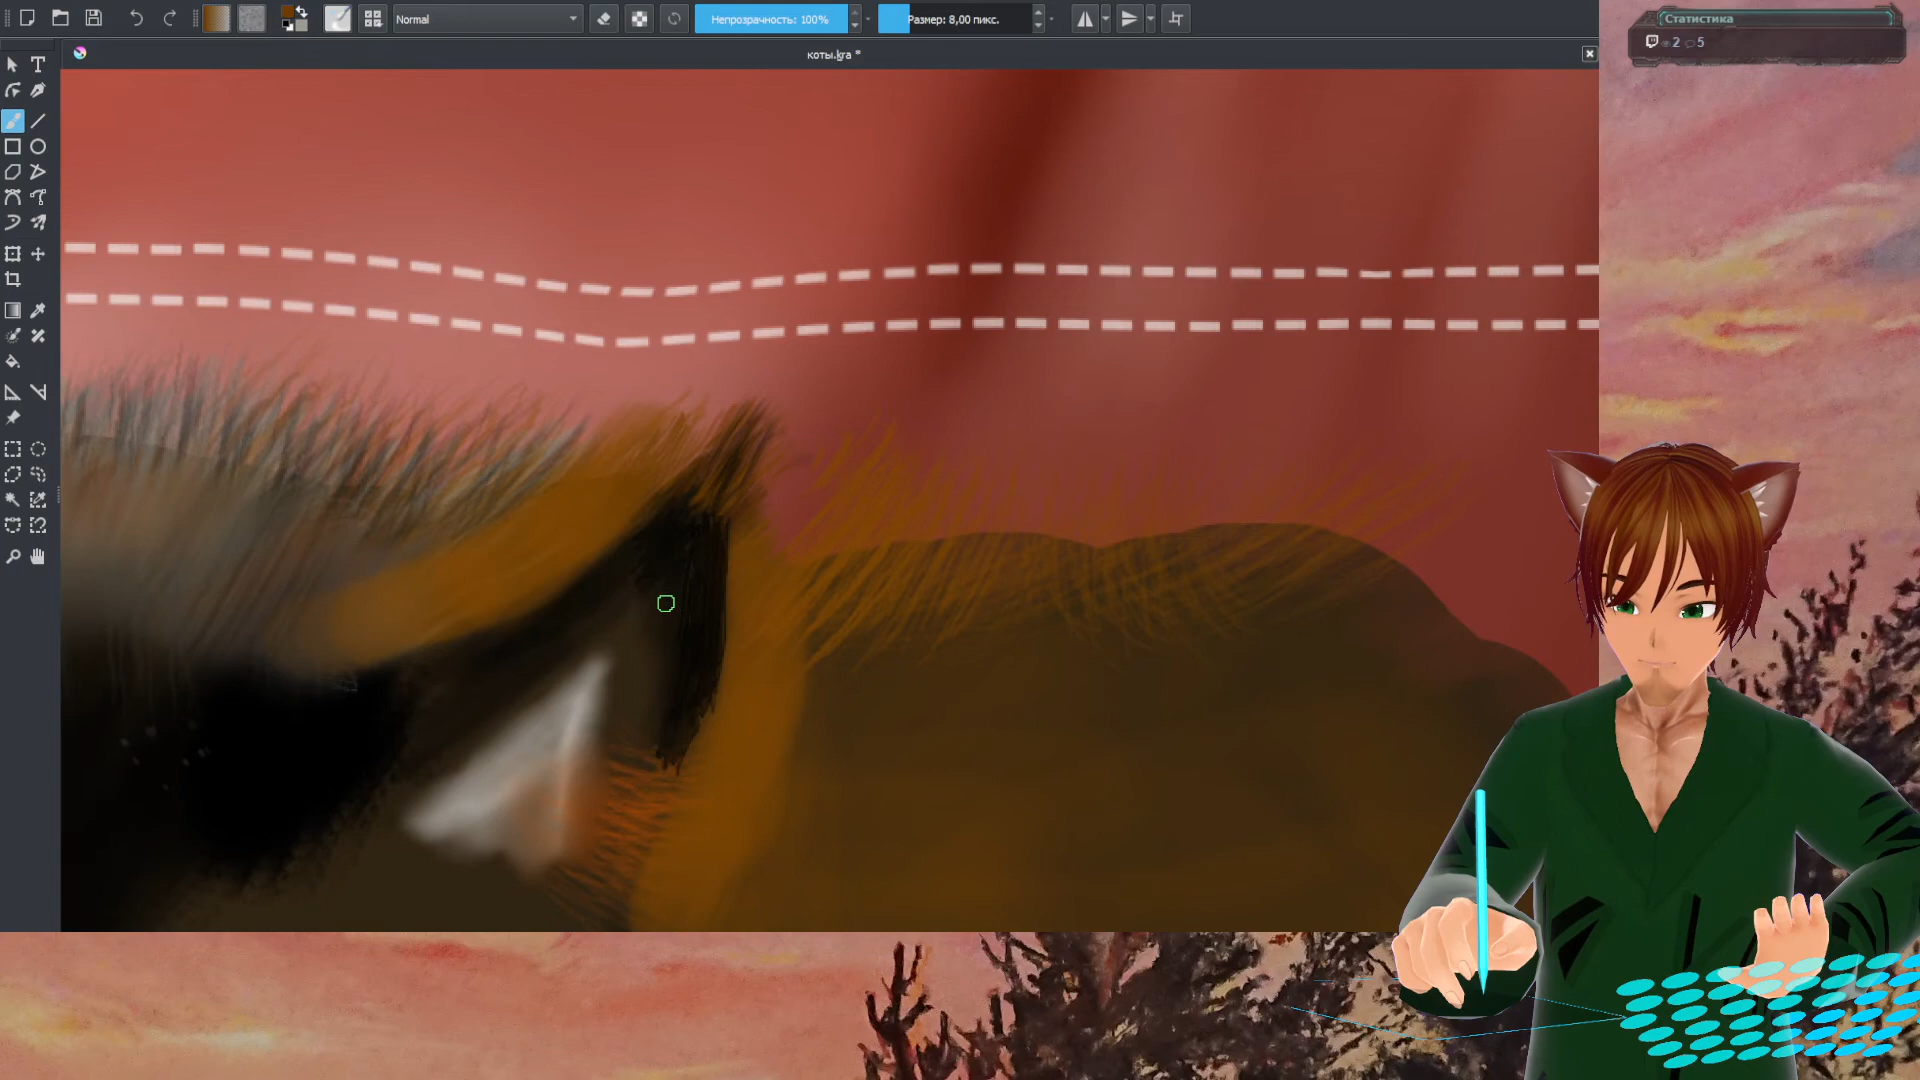 Normal
Непрозрачность: 100%
Размер: 8,00 пикс.
Статистика
2 5
коты.kra *